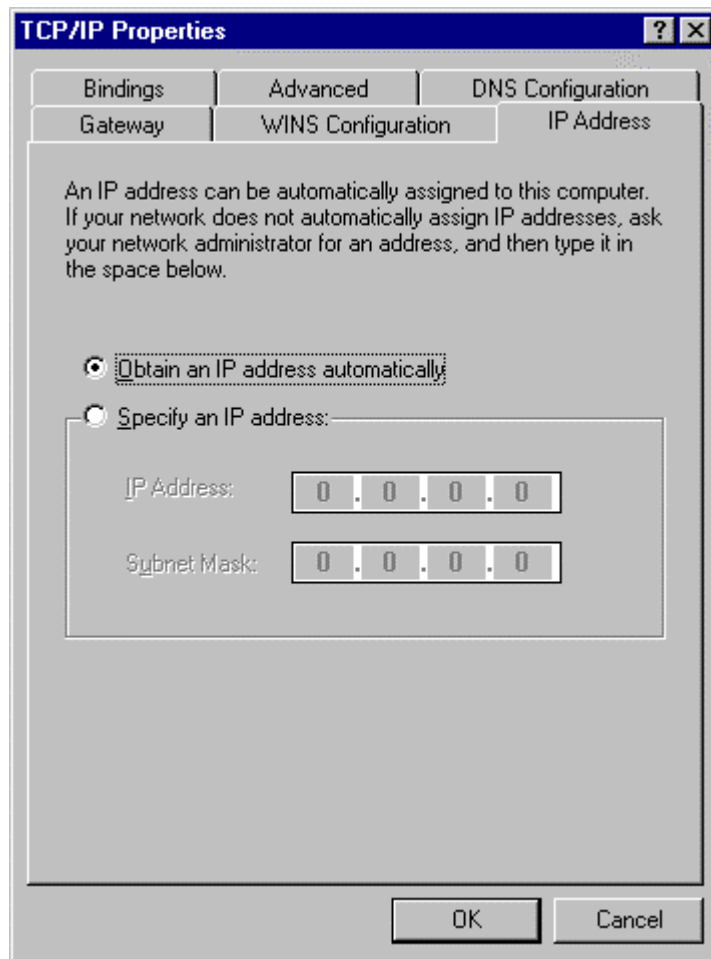 TCP/IP Properties
Bindings Advanced DNS Configuration
Gateway WINS Configuration IP Address
An IP address can be automatically assigned to this computer.
If your network does not automatically assign IP addresses, ask
your network administrator for an address, and then type it in
the space below.
Obtain an IP address automatically
Specify an IP address:
IP Address: 0 . 0 . 0 . 0
Subnet Mask: 0 . 0 . 0 . 0
OK Cancel